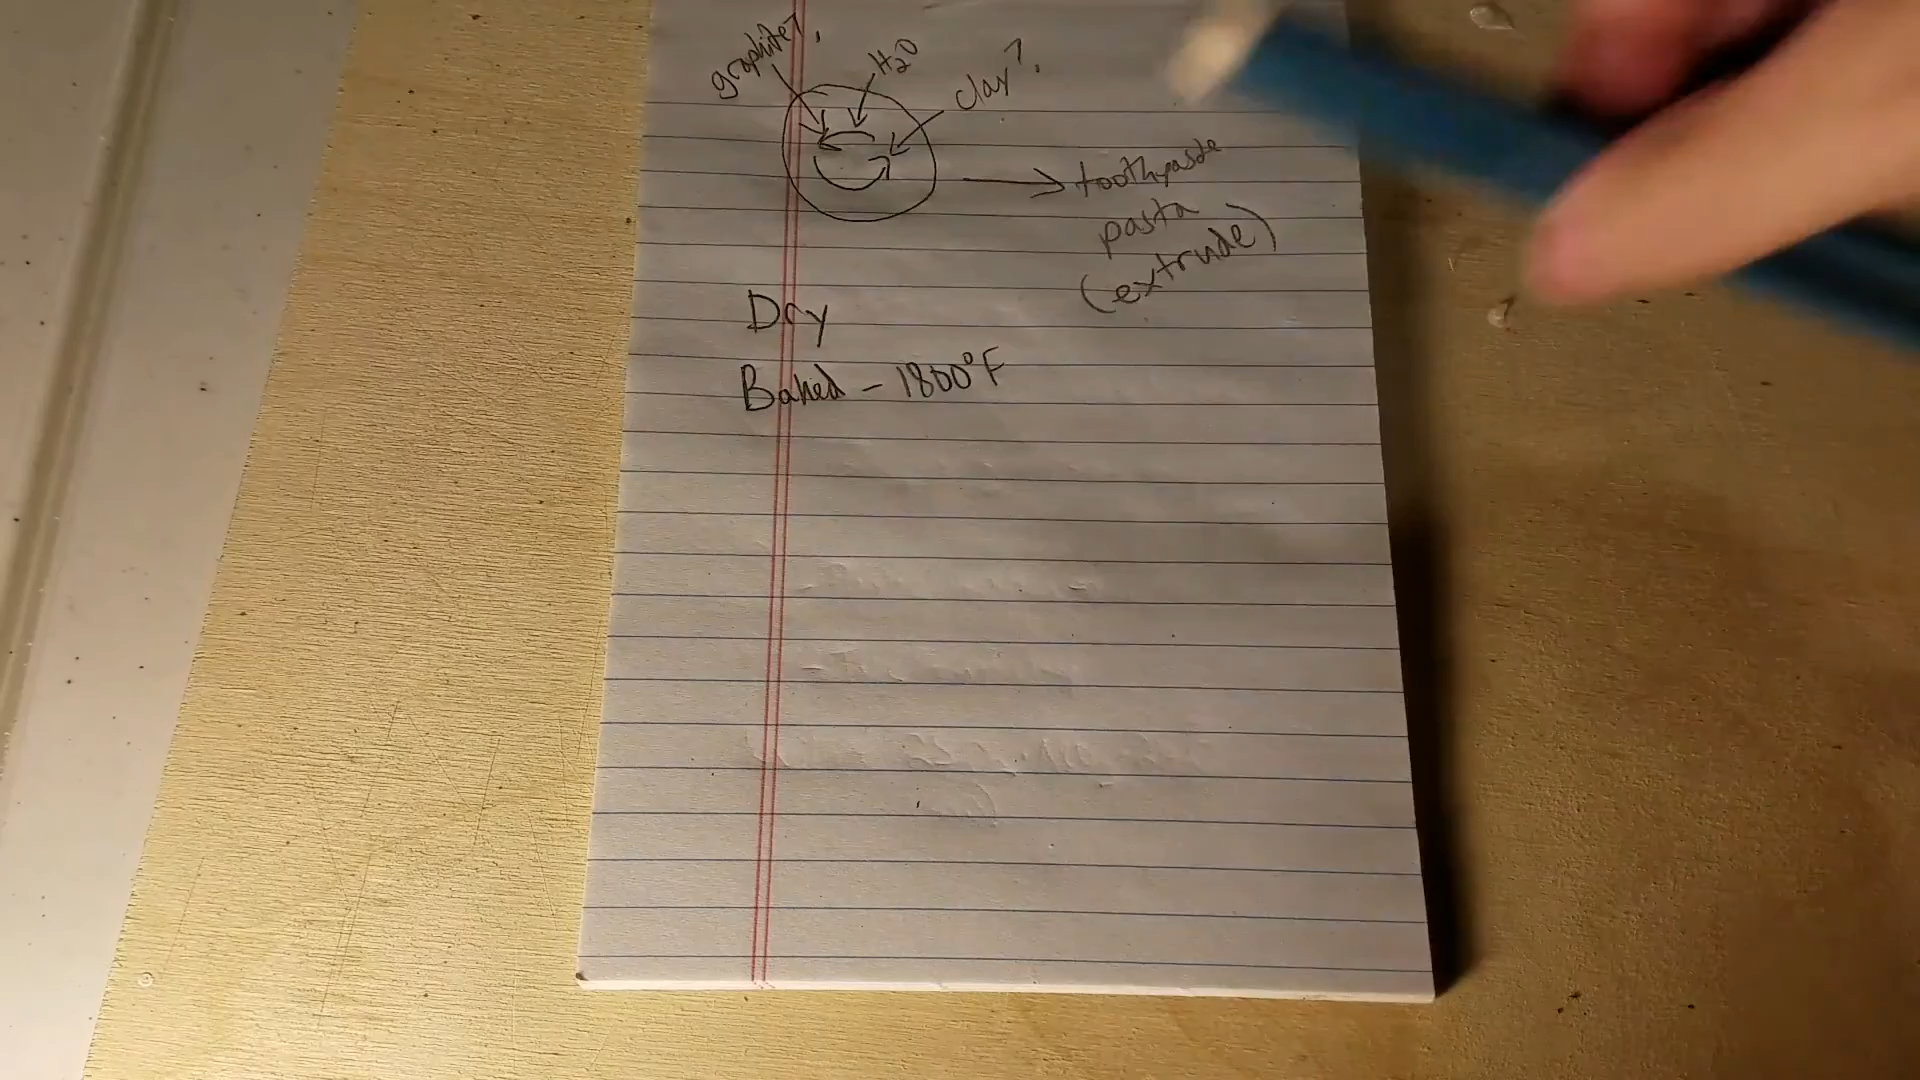 graphite?,
H₂O
clay?.
toothpaste
pasta
(extrude)
Dry
Baked - 1800°F